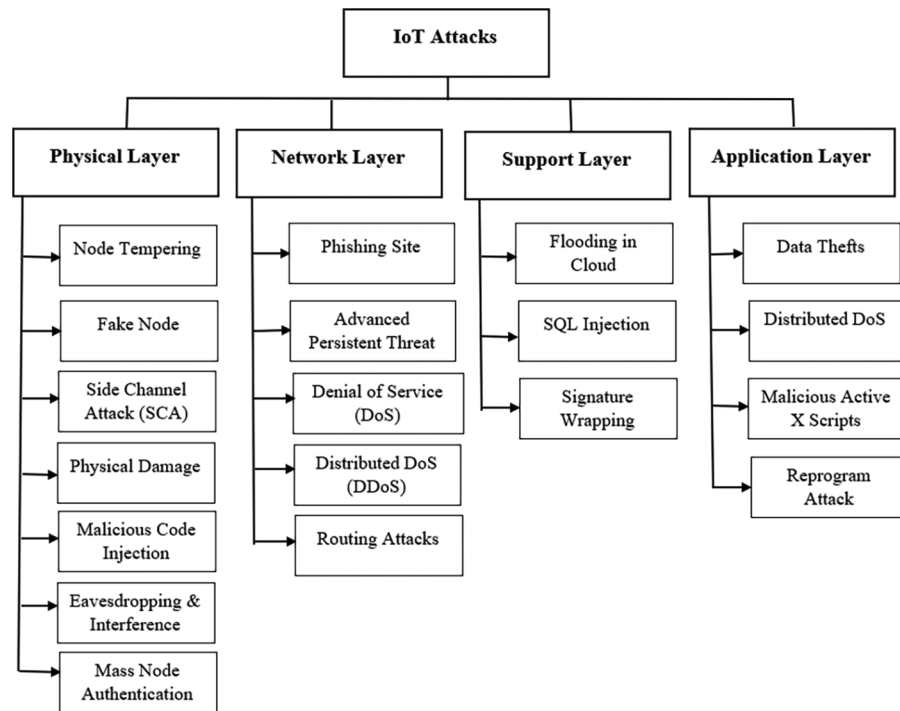 IoT Attacks
Physical Layer
Node Tempering
Fake Node
Side Channel
Attack (SCA)
Physical Damage
Malicious Code
Injection
Eavesdropping &
Interference
Mass Node
Authentication
Network Layer
Phishing Site
Advanced
Persistent Threat
Denial of Service
(DoS)
Distributed DoS
(DDoS)
Routing Attacks
Support Layer
Flooding in
Cloud
SQL Injection
Signature
Wrapping
Application Layer
Data Thefts
Distributed DoS
Malicious Active
X Scripts
Reprogram
Attack